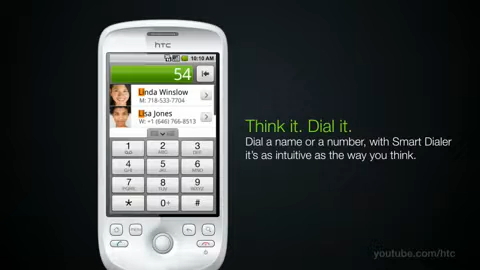 htc
10:10 AM
54
Linda Winslow
M: 718-533-7704
Lisa Jones
W: +1 (646) 766-8513
1 2 3
ABC DEF
4 5 6
GHI JKL MNO
7 8 9
PQRS TUV WXYZ
* 0+ #
MENU
Think it. Dial it.
Dial a name or a number, with Smart Dialer
it's as intuitive as the way you think.
youtube.com/htc